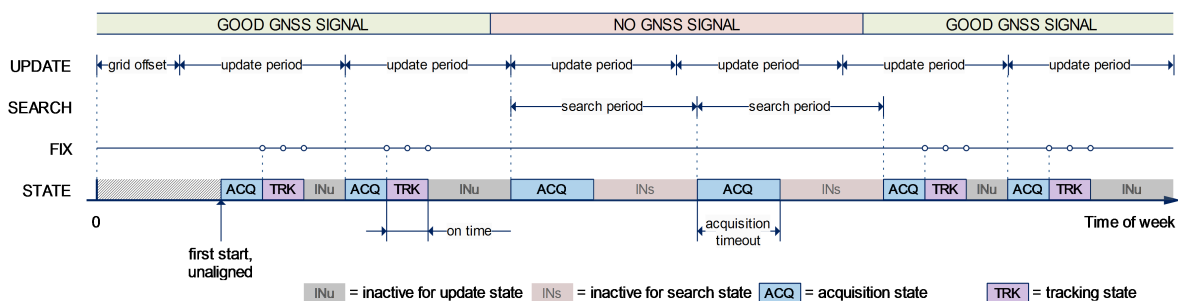 GOOD GNSS SIGNAL NO GNSS SIGNAL GOOD GNSS SIGNAL
UPDATE grid offset update period update period update period update period update period update period
SEARCH search period search period
FIX
STATE ACQ TRK INu ACQ TRK INu ACQ INs ACQ INs ACQ TRK INu ACQ TRK INu
0 Time of week
on time acquisition
timeout
first start,
unaligned
INu = inactive for update state INs = inactive for search state ACQ = acquisition state TRK = tracking state